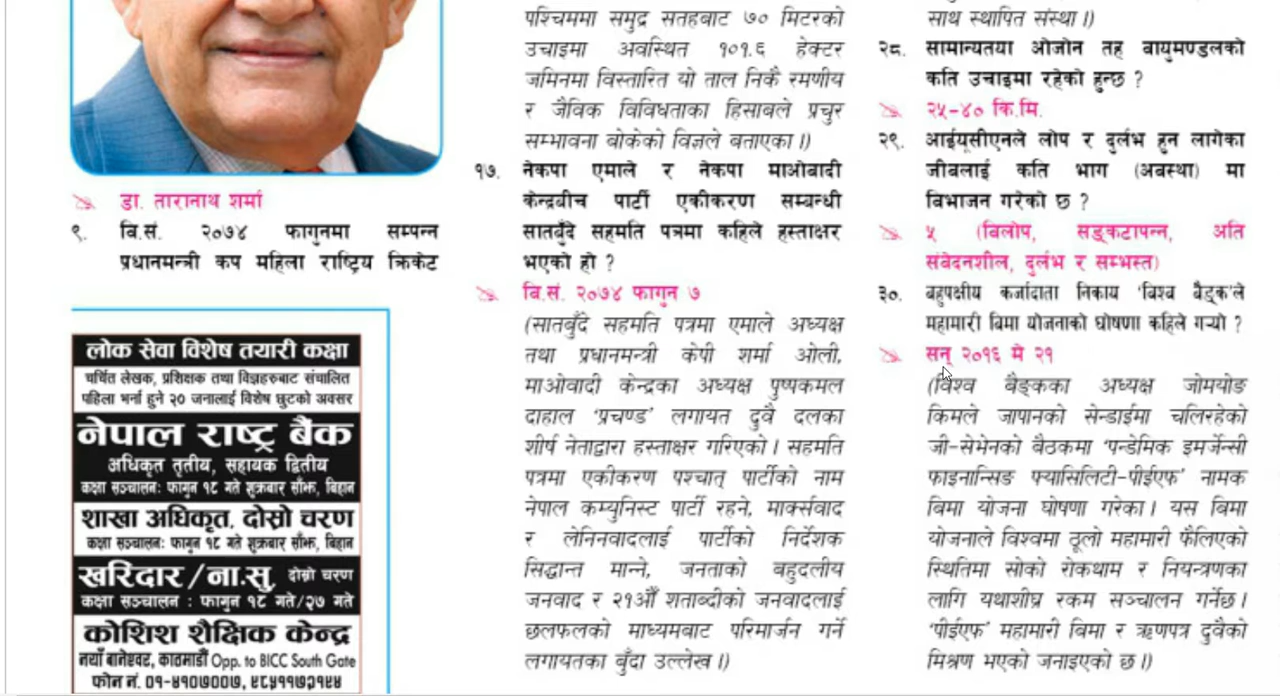 डा. तारानाथ शर्मा
९. वि.सं. २०७४ फागुनमा सम्पन्न
प्रधानमन्त्री कप महिला राष्ट्रिय क्रिकेट
लोक सेवा विशेष तयारी कक्षा
चर्चित लेखक, प्रशिक्षक तथा विज्ञहरुबाट संचालित
पहिला भर्ना हुने २० जनालाई विशेष छुटको अवसर
नेपाल राष्ट्र बैंक
अधिकृत तृतीय, सहायक द्वितीय
कक्षा सञ्चालन: फागुन १८ गते शुक्रबार साँझ, बिहान
शाखा अधिकृत, दोस्रो चरण
कक्षा सञ्चालन: फागुन १८ गते शुक्रबार साँझ, बिहान
खरिदार/ना.सु. दोस्रो चरण
कक्षा सञ्चालन : फागुन १८ गते/२७ गते
कोशिश शैक्षिक केन्द्र
नयाँ बानेश्वर, काठमाडौं Opp. to BICC South Gate
फोन नं. ०१-४१०७००७, ९८५११७२१९४
पश्चिममा समुद्र सतहबाट ७० मिटरको
उचाइमा अवस्थित १०१.६ हेक्टर
जमिनमा विस्तारित यो ताल निकै रमणीय
र जैविक विविधताका हिसाबले प्रचुर
सम्भावना बोकेको विज्ञले बताएका।)
१७. नेकपा एमाले र नेकपा माओबादी
केन्द्रबीच पार्टी एकीकरण सम्बन्धी
सातबुँदे सहमति पत्रमा कहिले हस्ताक्षर
भएको हो ?
वि.सं. २०७४ फागुन ७
(सातबुँदे सहमति पत्रमा एमाले अध्यक्ष
तथा प्रधानमन्त्री केपी शर्मा ओली,
माओवादी केन्द्रका अध्यक्ष पुष्पकमल
दाहाल 'प्रचण्ड' लगायत दुवै दलका
शीर्ष नेताद्वारा हस्ताक्षर गरिएको। सहमति
पत्रमा एकीकरण पश्चात् पार्टीको नाम
नेपाल कम्युनिस्ट पार्टी रहने, मार्क्सवाद
र लेनिनवादलाई पार्टीको निर्देशक
सिद्धान्त मान्ने, जनताको बहुदलीय
जनवाद र २१औँ शताब्दीको जनवादलाई
छलफलको माध्यमबाट परिमार्जन गर्ने
लगायतका बुँदा उल्लेख।)
साथ स्थापित संस्था।)
२८. सामान्यतया ओजोन तह वायुमण्डलको
कति उचाइमा रहेको हुन्छ ?
२५-४० कि.मि.
२९. आईयूसीएनले लोप र दुर्लभ हुन लागेका
जीवलाई कति भाग (अवस्था) मा
विभाजन गरेको छ ?
५ (विलोप, सङ्कटापन्न, अति
संवेदनशील, दुर्लभ र सम्भस्त)
३०. बहुपक्षीय कर्जादाता निकाय 'विश्व बैङ्क'ले
महामारी बिमा योजनाको घोषणा कहिले गऱ्यो ?
सन् २०१६ मे २१
(विश्व बैङ्कका अध्यक्ष जोमयोङ
किमले जापानको सेन्डाईमा चलिरहेको
जी-सेभेनको बैठकमा 'पन्डेमिक इमर्जेन्सी
फाइनान्सिङ फ्यासिलिटी-पीईएफ' नामक
बिमा योजना घोषणा गरेका। यस बिमा
योजनाले विश्वमा ठूलो महामारी फैलिएको
स्थितिमा सोको रोकथाम र नियन्त्रणका
लागि यथाशीघ्र रकम सञ्चालन गर्नेछ।
'पीईएफ' महामारी बिमा र ऋणपत्र दुवैको
मिश्रण भएको जनाइएको छ।)